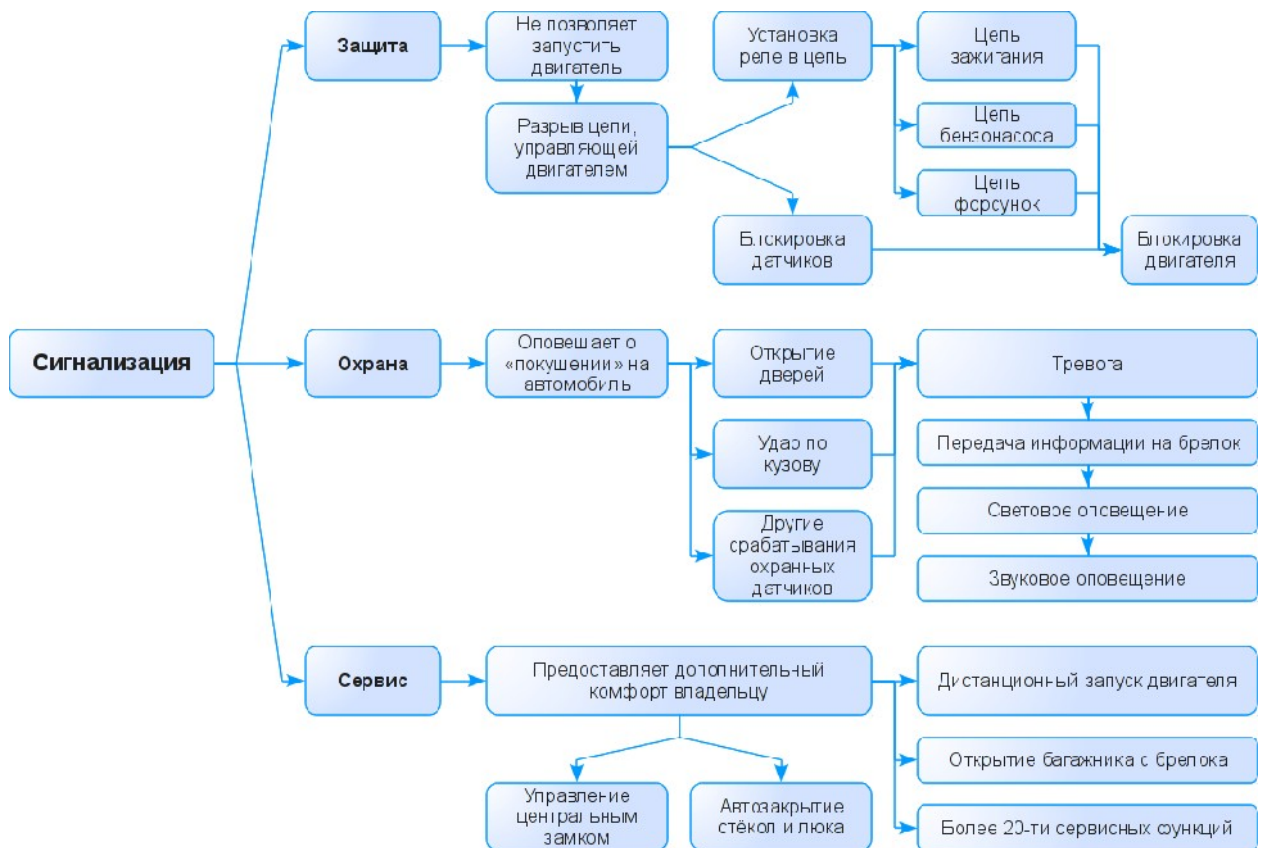 Защита
Не позволяет
запустить
двигатель
Установка
реле в цепь
Цепь
зажигания
Разрыв цепи,
управляющей
двигателем
Цепь
бензонасоса
Цепь
форсунок
Блокировка
датчиков
Блокировка
двигателя
Сигнализация
Охрана
Оповещает о
«покушении» на
автомобиль
Открытие
дверей
Тревога
Удар по
кузову
Передача информации на брелок
Другие
срабатывания
охранных
датчиков
Световое оповещение
Звуковое оповещение
Сервис
Предоставляет дополнительный
комфорт владельцу
Дистанционный запуск двигателя
Открытие багажника с брелока
Управление
центральным
замком
Автозакрытие
стёкол и люка
Более 20-ти сервисных функций